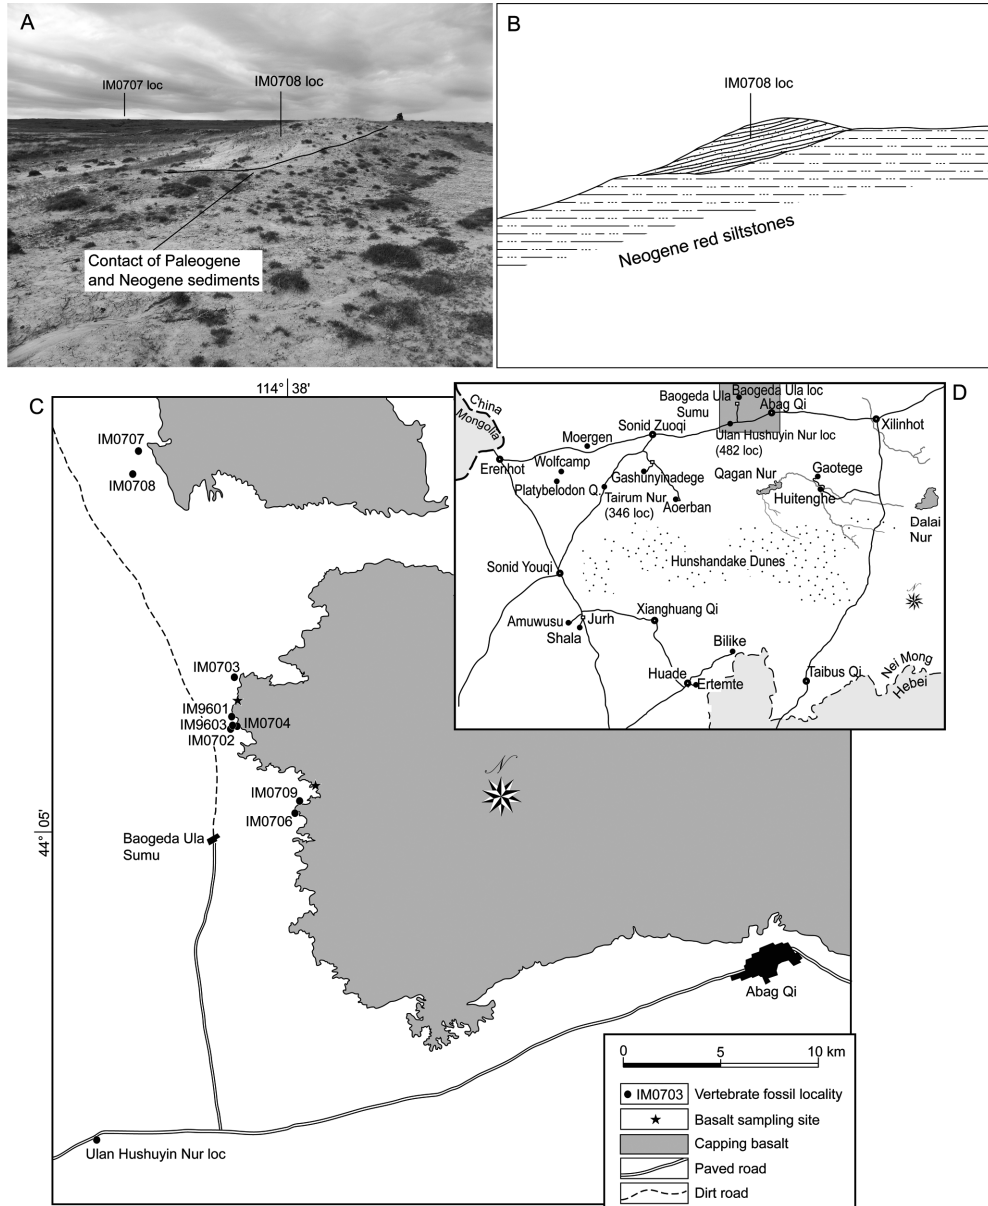 A
IM0707 loc
IM0708 loc
Contact of Paleogene
and Neogene sediments
B
IM0708 loc
Neogene red siltstones
C
114° 38'
44° 05'
IM0707
IM0708
IM0703
IM9601
IM9603
IM0704
IM0702
IM0709
IM0706
Baogeda Ula
Sumu
N
Abag Qi
Ulan Hushuyin Nur loc
D
China
Mongolia
Baogeda Ula
Sumu
Baogeda Ula loc
Abag Qi
Ulan Hushuyin Nur loc
(482 loc)
Xilinhot
Sonid Zuoqi
Moergen
Erenhot
Wolfcamp
Platybelodon Q.
Gashunyinadege
Tairum Nur
(346 loc)
Aoerban
Qagan Nur
Gaotege
Huitenghe
Dalai
Nur
Hunshandake Dunes
Sonid Youqi
N
Amuwusu
Shala
Jurh
Xianghuang Qi
Bilike
Huade
Ertemte
Taibus Qi
Nei Mong
Hebei
0 5 10 km
IM0703 Vertebrate fossil locality
Basalt sampling site
Capping basalt
Paved road
Dirt road